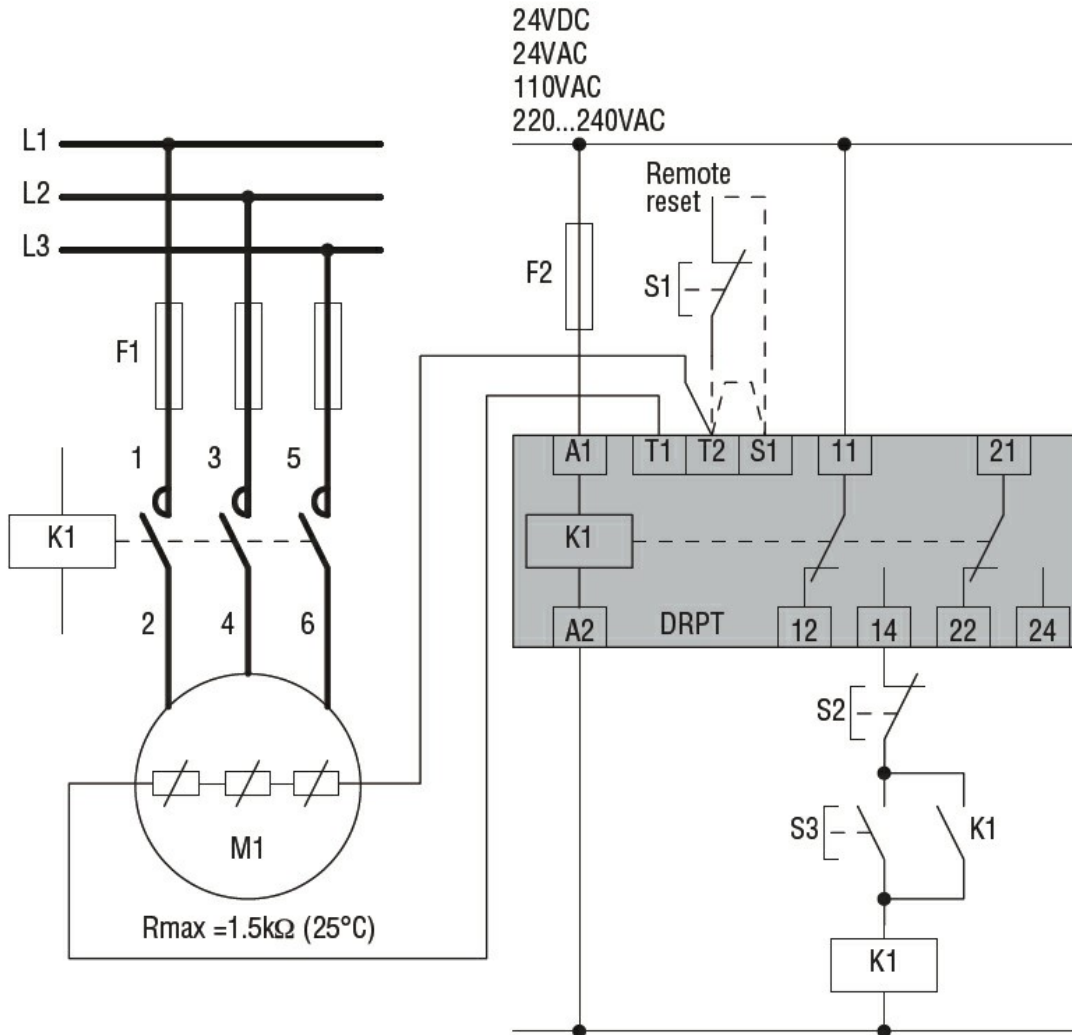 24VDC
24VAC
110VAC
220...240VAC
L1
L2
L3
Remote
reset
F2
S1
F1
1 3 5
A1 T1 T2 S1 11 21
K1
K1
2 4 6
A2 DRPT 12 14 22 24
S2
S3
K1
M1
Rmax =1.5kΩ (25°C)
K1